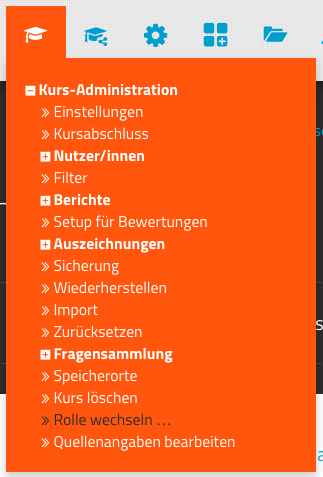 Kurs-Administration
Einstellungen
Kursabschluss
Nutzer/innen
Filter
Berichte
Setup für Bewertungen
Auszeichnungen
Sicherung
Wiederherstellen
Import
Zurücksetzen
Fragensammlung
Speicherorte
Kurs löschen
Rolle wechseln …
Quellenangaben bearbeiten